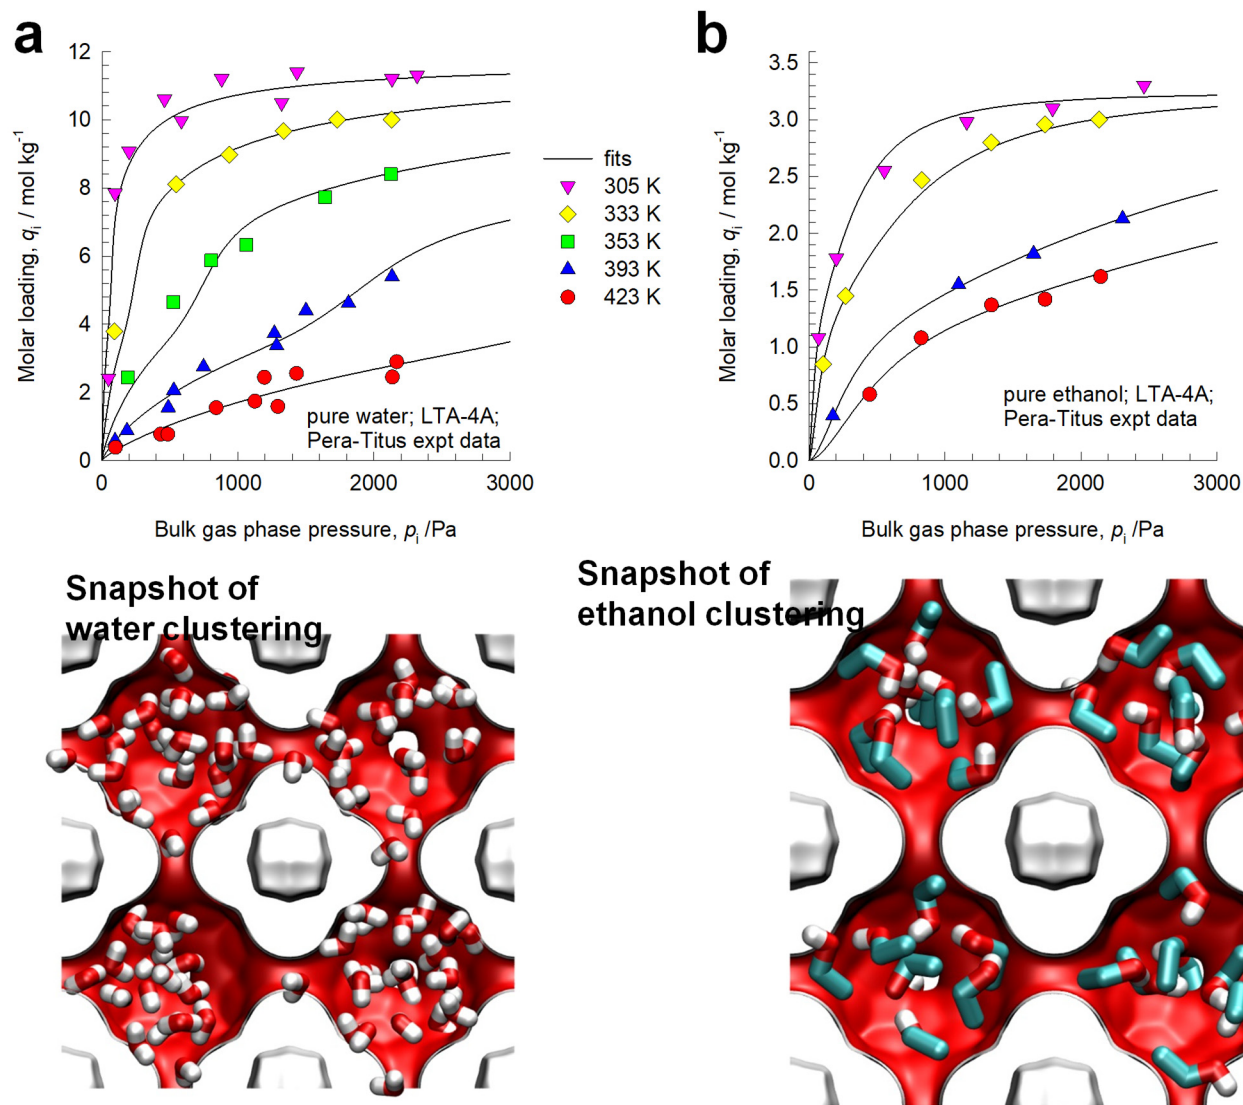 a
12
10
8
6
4
2
0
Molar loading, qi / mol kg-1
0
1000
2000
3000
Bulk gas phase pressure, pi /Pa
pure water; LTA-4A;
Pera-Titus expt data
fits
305 K
333 K
353 K
393 K
423 K
b
3.5
3.0
2.5
2.0
1.5
1.0
0.5
0.0
Molar loading, qi / mol kg-1
0
1000
2000
3000
Bulk gas phase pressure, pi /Pa
pure ethanol; LTA-4A;
Pera-Titus expt data
Snapshot of
water clustering
Snapshot of
ethanol clustering